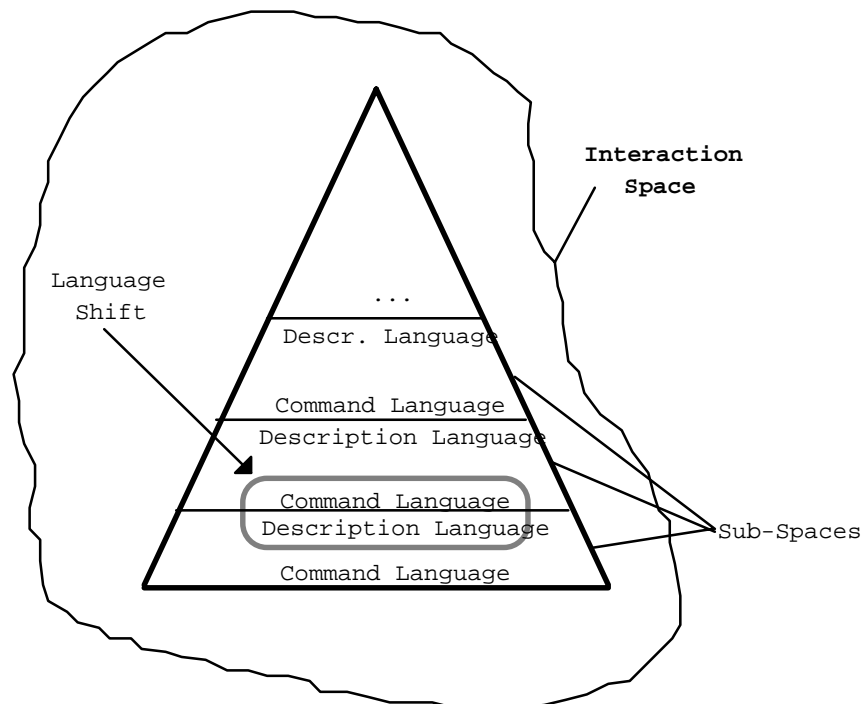 Interaction
Space
Language
Shift
...
Descr. Language
Command Language
Description Language
Command Language
Description Language
Sub-Spaces
Command Language